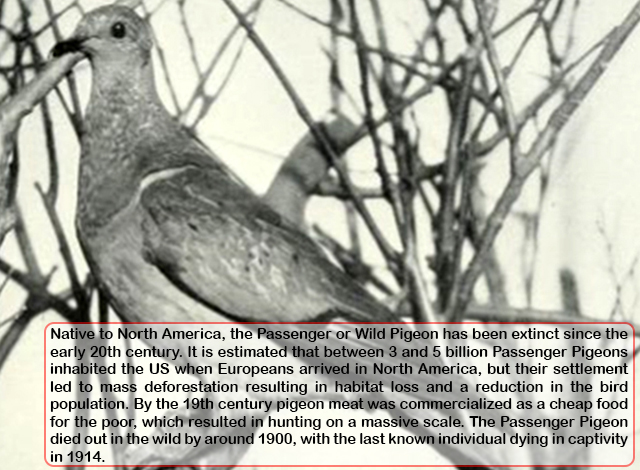 Native to North America, the Passenger or Wild Pigeon has been extinct since the
early 20th century. It is estimated that between 3 and 5 billion Passenger Pigeons
inhabited the US when Europeans arrived in North America, but their settlement
led to mass deforestation resulting in habitat loss and a reduction in the bird
population. By the 19th century pigeon meat was commercialized as a cheap food
for the poor, which resulted in hunting on a massive scale. The Passenger Pigeon
died out in the wild by around 1900, with the last known individual dying in captivity
in 1914.